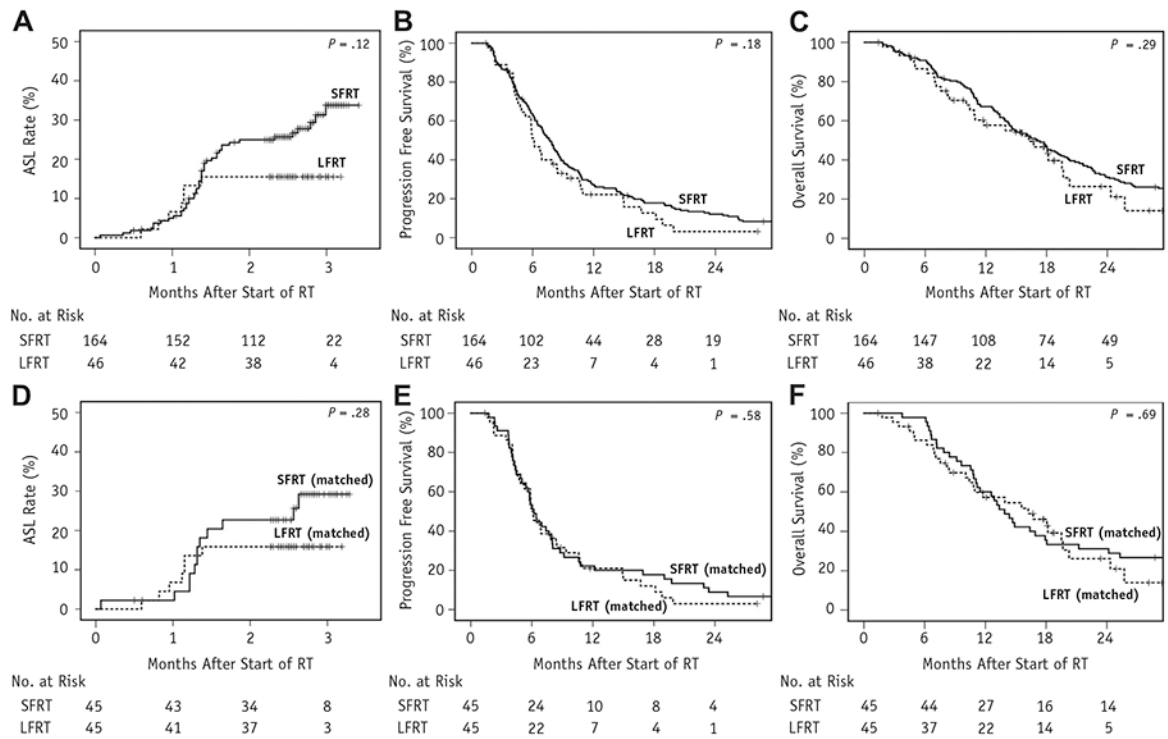 A
50
40
30
20
10
0
ASL Rate (%)
P = .12
SFRT
LFRT
0 1 2 3
Months After Start of RT
No. at Risk
SFRT 164 152 112 22
LFRT 46 42 38 4
B
100
80
60
40
20
0
Progression Free Survival (%)
P = .18
SFRT
LFRT
0 6 12 18 24
Months After Start of RT
No. at Risk
164 102 44 28 19
46 23 7 4 1
C
100
80
60
40
20
0
Overall Survival (%)
P = .29
SFRT
LFRT
0 6 12 18 24
Months After Start of RT
No. at Risk
SFRT 164 147 108 74 49
LFRT 46 38 22 14 5
D
50
40
30
20
10
0
ASL Rate (%)
P = .28
SFRT (matched)
LFRT (matched)
0 1 2 3
Months After Start of RT
No. at Risk
SFRT 45 43 34 8
LFRT 45 41 37 3
E
100
80
60
40
20
0
Progression Free Survival (%)
P = .58
SFRT (matched)
LFRT (matched)
0 6 12 18 24
Months After Start of RT
No. at Risk
SFRT 45 24 10 8 4
LFRT 45 22 7 4 1
F
100
80
60
40
20
0
Overall Survival (%)
P = .69
SFRT (matched)
LFRT (matched)
0 6 12 18 24
Months After Start of RT
No. at Risk
SFRT 45 44 27 16 14
LFRT 45 37 22 14 5